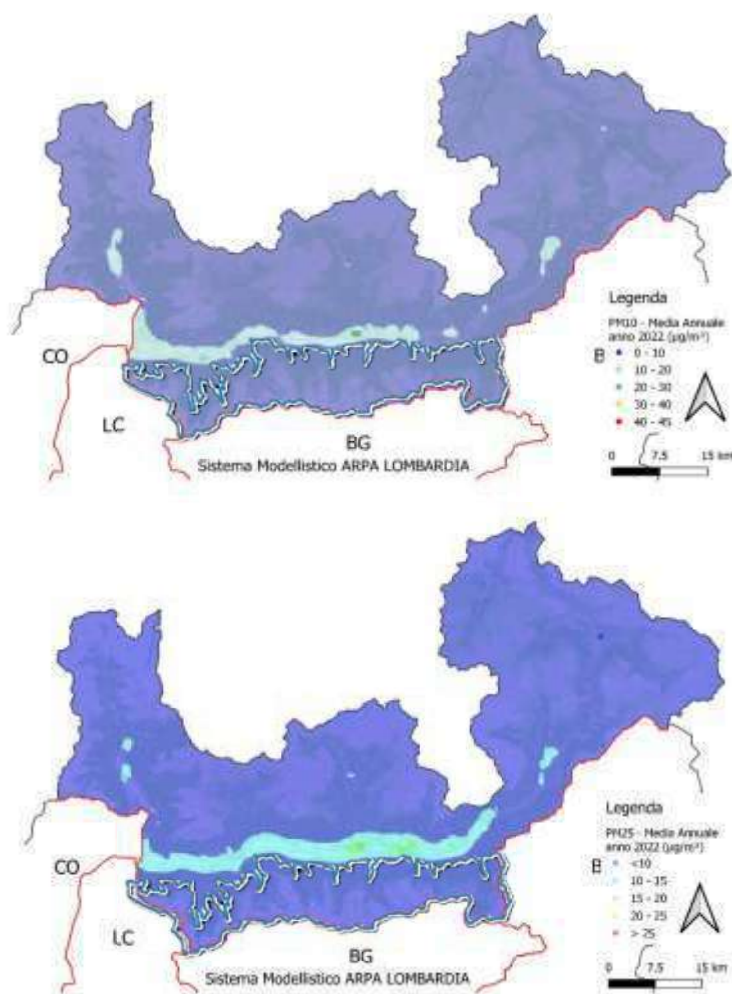 CO
LC
BG
Sistema Modellistico ARPA LOMBARDIA
B
Legenda
PM10 - Media Annuale
anno 2022 (µg/m³)
0 - 10
10 - 20
20 - 30
30 - 40
40 - 45
0 7.5 15 km
CO
LC
BG
Sistema Modellistico ARPA LOMBARDIA
B
Legenda
PM25 - Media Annuale
anno 2022 (µg/m³)
<10
10 - 15
15 - 20
20 - 25
> 25
0 7.5 15 km